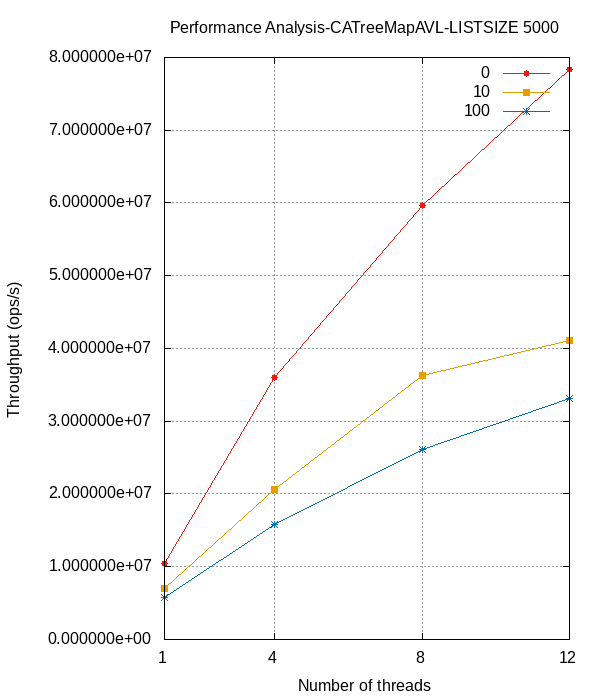 Performance Analysis-CATreeMapAVL-LISTSIZE 5000
8.000000e+07
7.000000e+07
6.000000e+07
5.000000e+07
4.000000e+07
3.000000e+07
2.000000e+07
1.000000e+07
0.000000e+00
Throughput (ops/s)
0
10
100
1 4 8 12
Number of threads